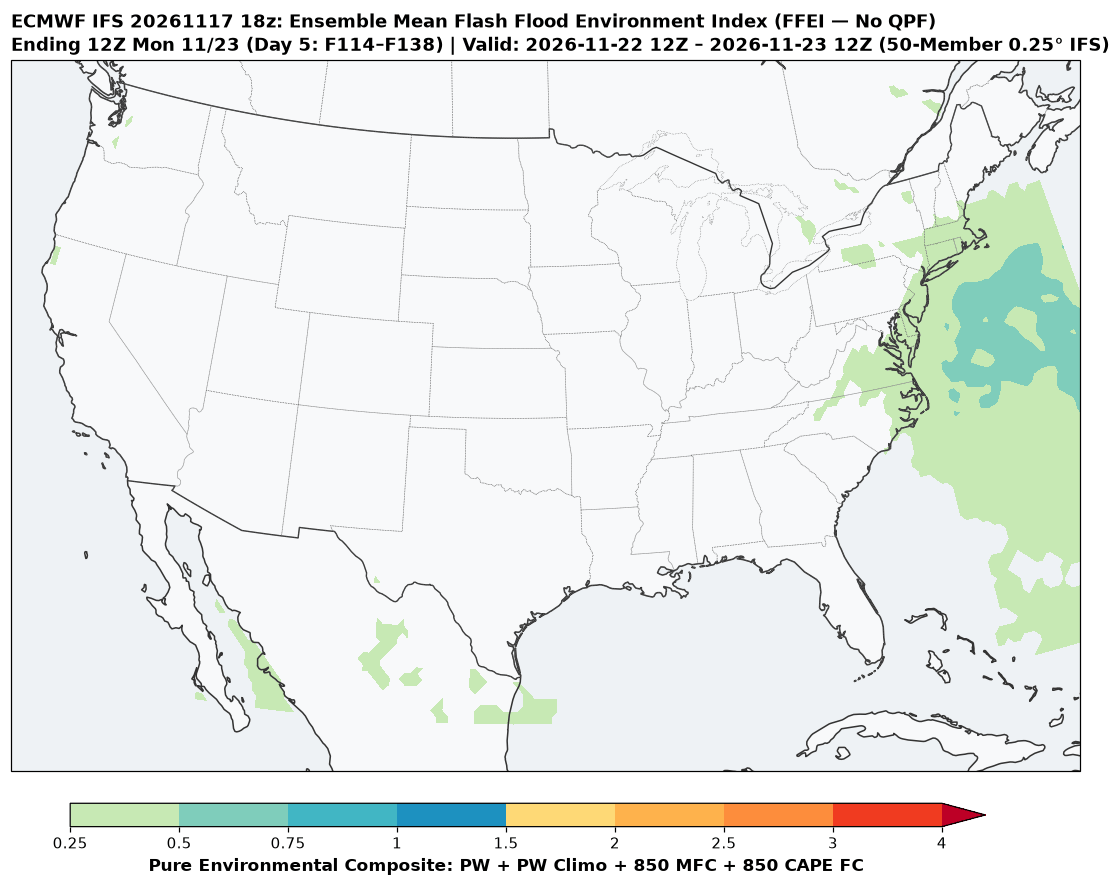 ECMWF IFS 20261117 18z: Ensemble Mean Flash Flood Environment Index (FFEI — No QPF)
Ending 12Z Mon 11/23 (Day 5: F114–F138) | Valid: 2026-11-22 12Z – 2026-11-23 12Z (50-Member 0.25° IFS)
0.25 0.5 0.75 1 1.5 2 2.5 3 4
Pure Environmental Composite: PW + PW Climo + 850 MFC + 850 CAPE FC